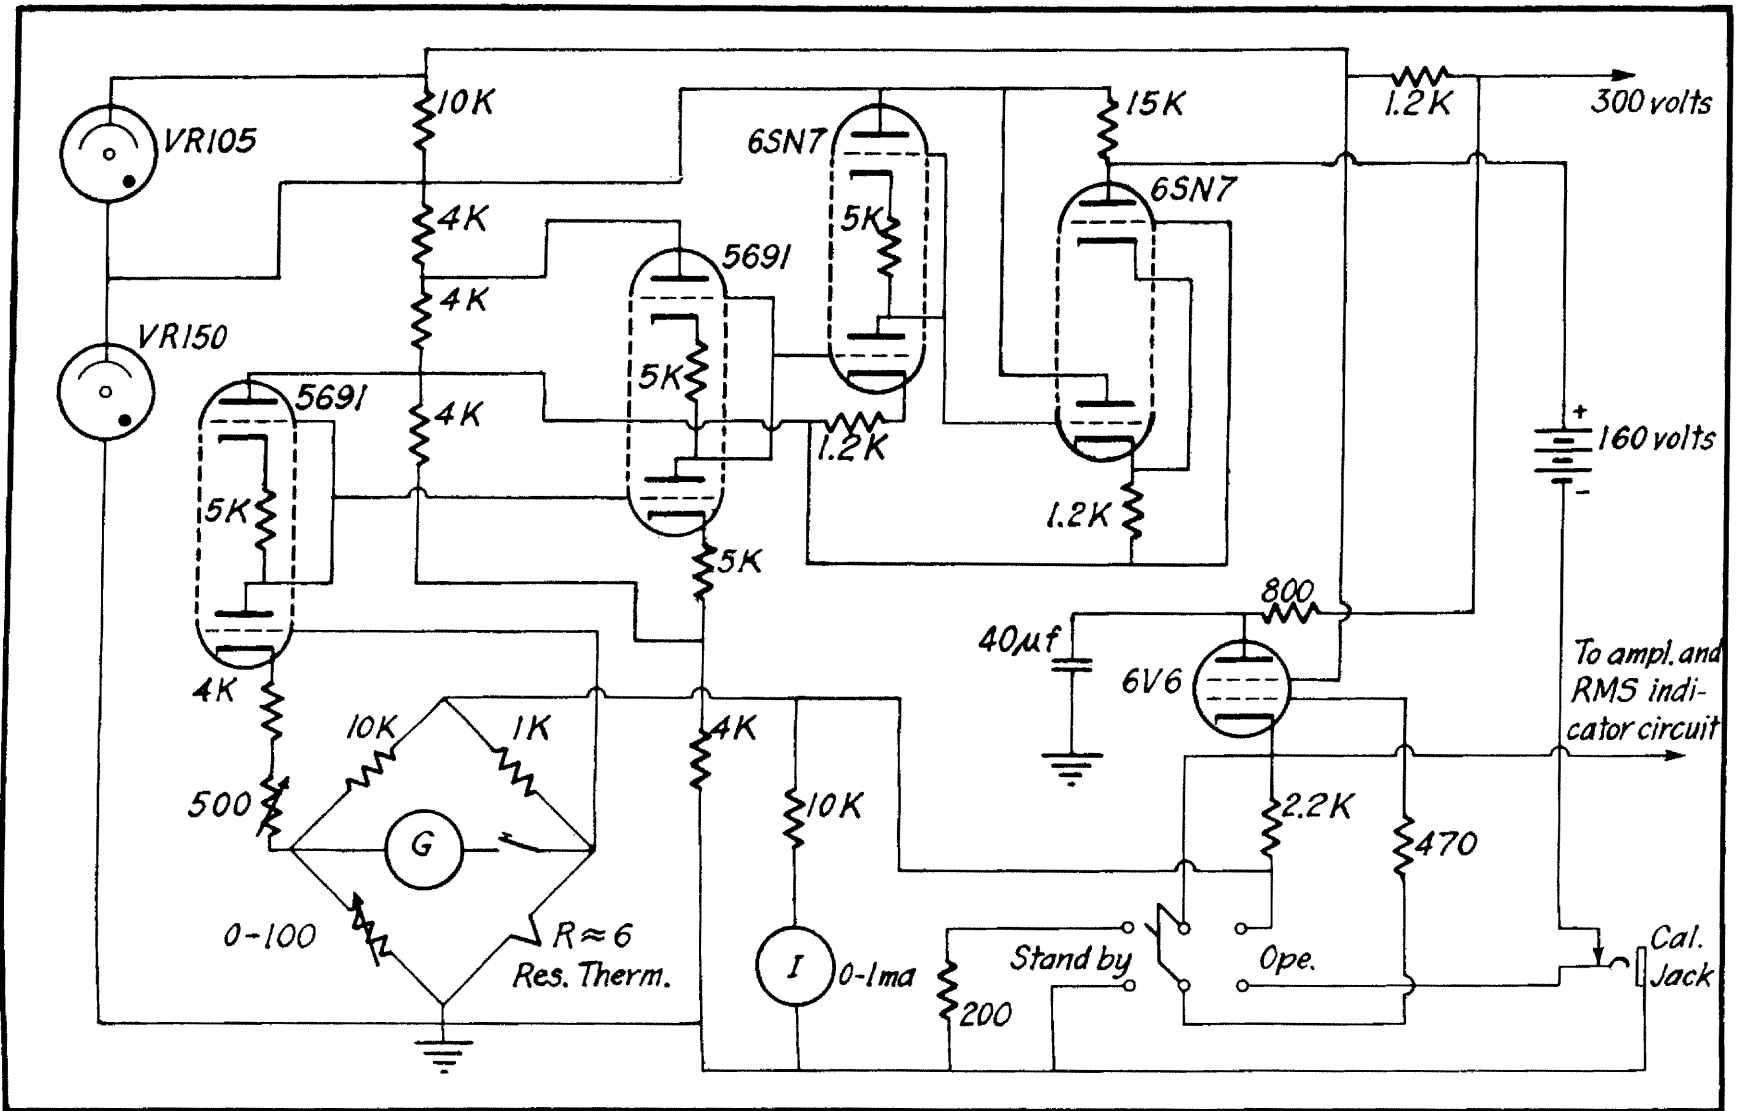 10K
1.2K
300 volts
VR105
6SN7
15K
4K
5K
6SN7
5691
4K
VR150
5K
5691
4K
1.2K
+
160 volts
−
5K
1.2K
5K
800
40μf
6V6
To ampl. and
RMS indi-
cator circuit
4K
10K
1K
4K
500
G
10K
2.2K
470
0-100
R≈6
Res. Therm.
I
0-1ma
200
Stand by
Ope.
Cal.
Jack